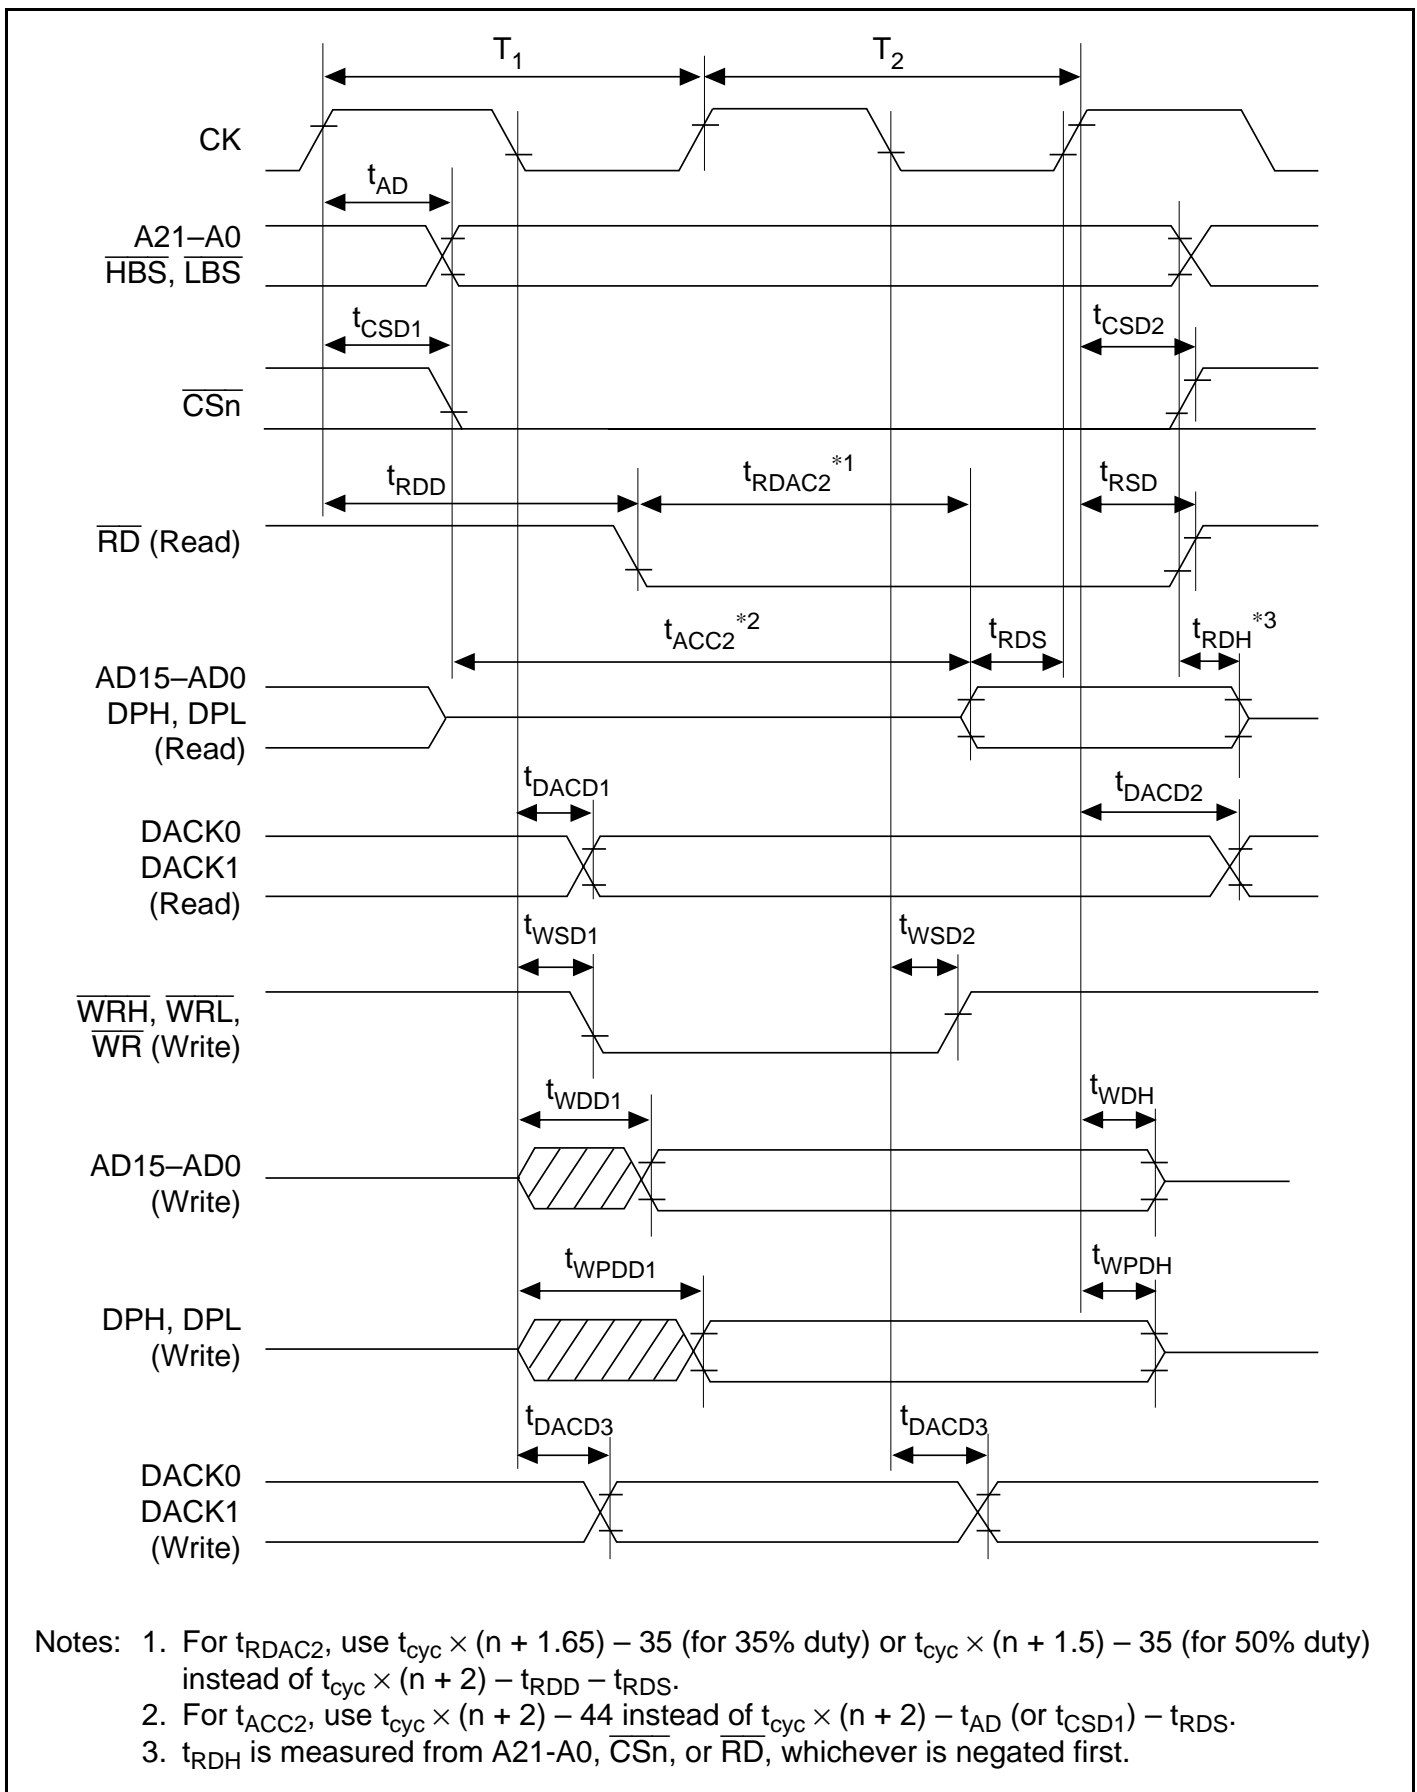 T1 T2
CK
tAD
A21–A0
HBS, LBS
tCSD1 tCSD2
CSn
tRDD tRDAC2*1 tRSD
RD (Read)
tACC2*2 tRDS tRDH*3
AD15–AD0
DPH, DPL
(Read)
tDACD1 tDACD2
DACK0
DACK1
(Read)
tWSD1 tWSD2
WRH, WRL,
WR (Write)
tWDD1 tWDH
AD15–AD0
(Write)
tWPDD1 tWPDH
DPH, DPL
(Write)
tDACD3 tDACD3
DACK0
DACK1
(Write)
Notes: 1. For tRDAC2, use tcyc × (n + 1.65) – 35 (for 35% duty) or tcyc × (n + 1.5) – 35 (for 50% duty)
instead of tcyc × (n + 2) – tRDD – tRDS.
2. For tACC2, use tcyc × (n + 2) – 44 instead of tcyc × (n + 2) – tAD (or tCSD1) – tRDS.
3. tRDH is measured from A21-A0, CSn, or RD, whichever is negated first.